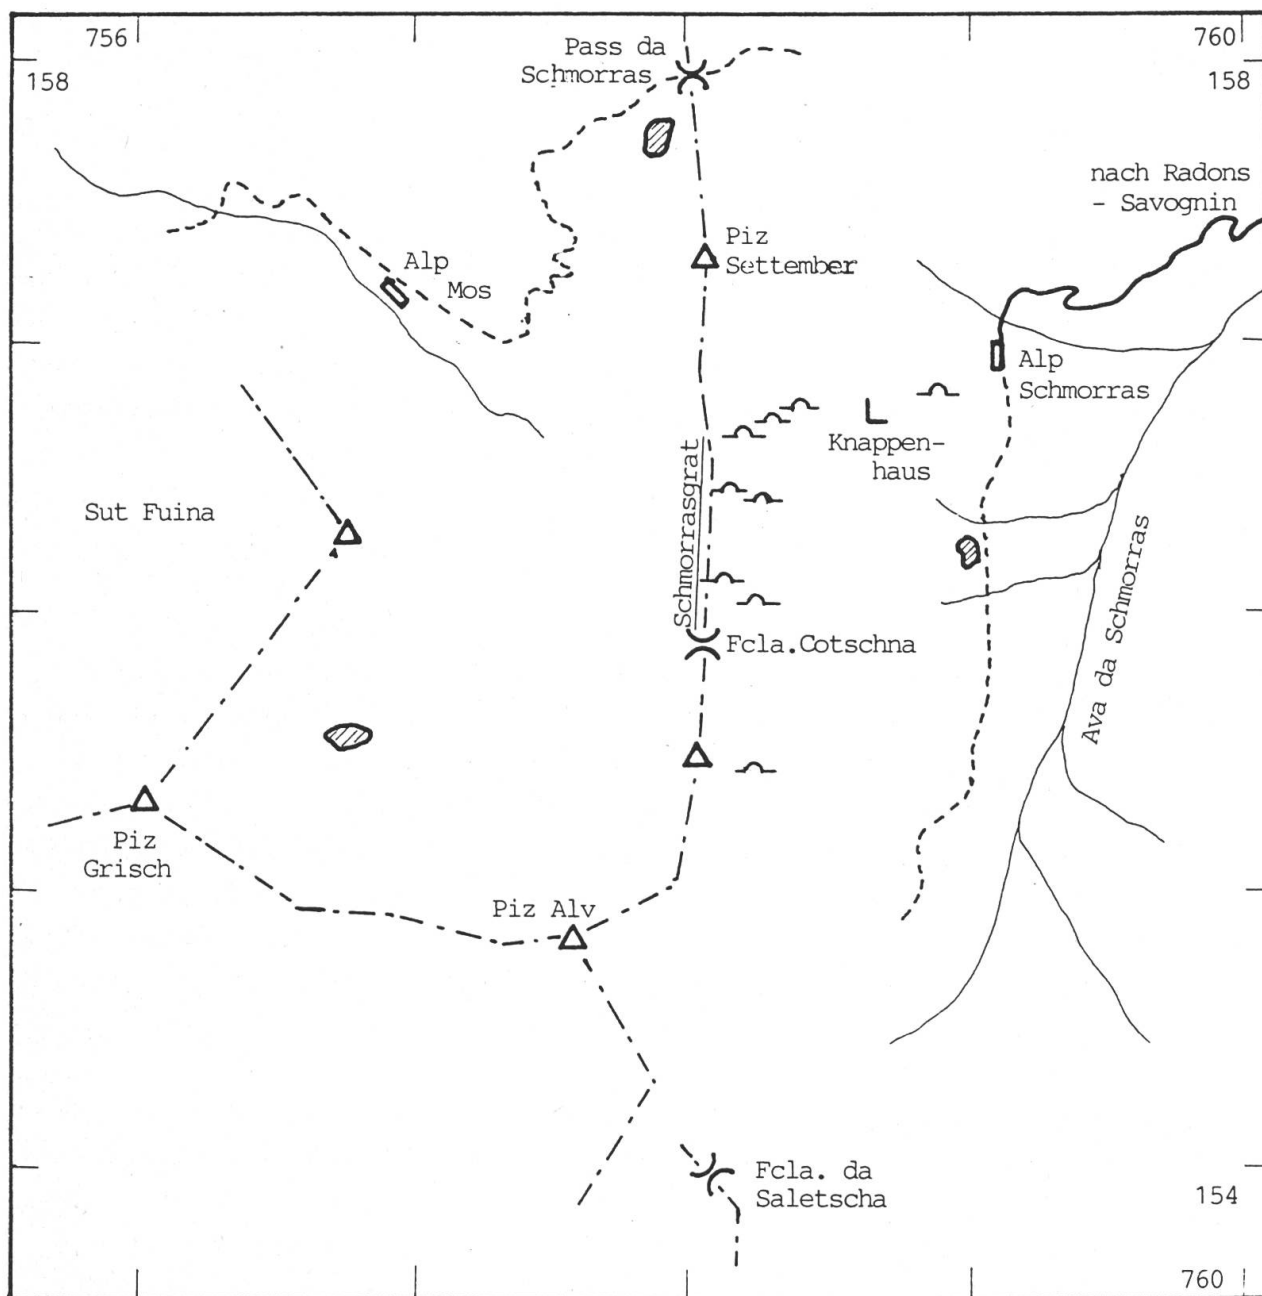 756
760
158
158
Pass da
Schmorras
nach Radons
- Savognin
Piz
Settember
Alp
Mos
Alp
Schmorras
Knappen-
haus
Schmorrasgrat
Sut Fuina
Ava da Schmorras
Fcla.Cotschna
Piz
Grisch
Piz Alv
Fcla. da
Saletscha
154
760